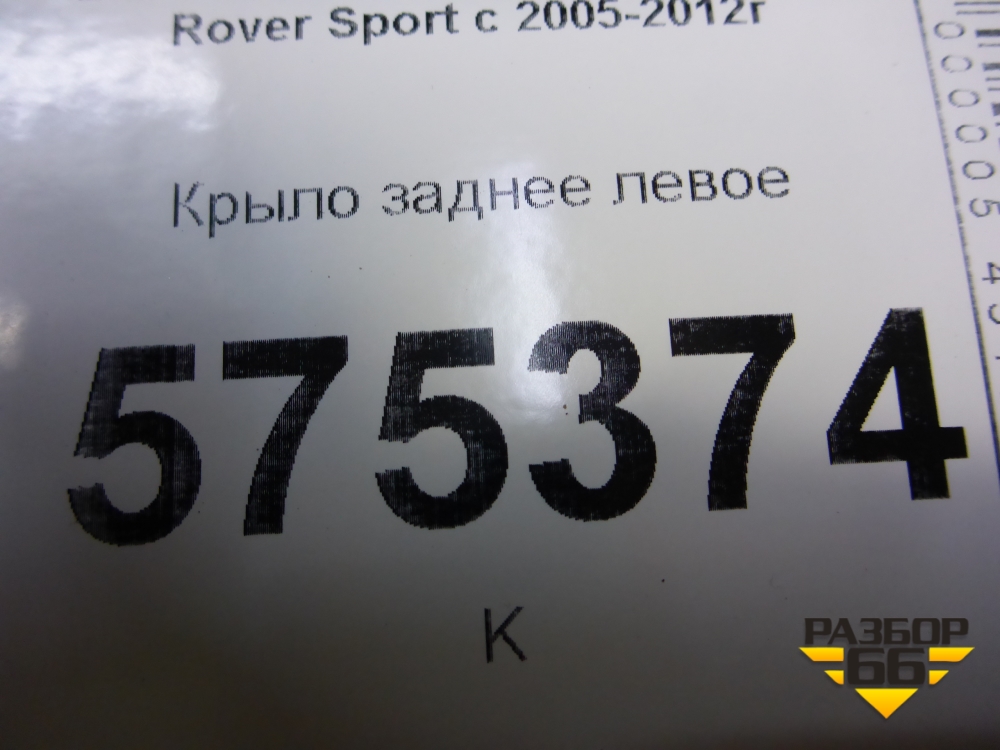 Rover Sport с 2005-2012г
Крыло заднее левое
575374
К
РАЗБОР
66